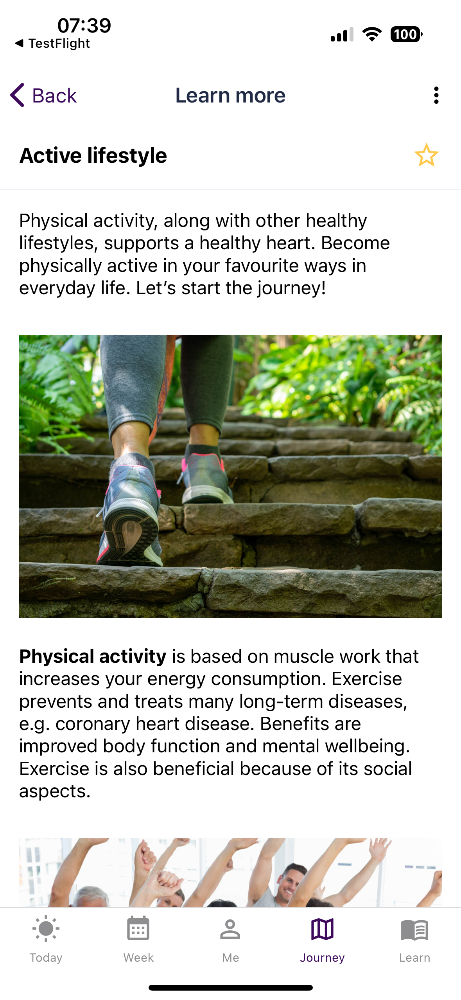 07:39
◀ TestFlight
100
Back
Learn more
Active lifestyle
Physical activity, along with other healthy
lifestyles, supports a healthy heart. Become
physically active in your favourite ways in
everyday life. Let’s start the journey!
Physical activity is based on muscle work that
increases your energy consumption. Exercise
prevents and treats many long-term diseases,
e.g. coronary heart disease. Benefits are
improved body function and mental wellbeing.
Exercise is also beneficial because of its social
aspects.
Today
Week
Me
Journey
Learn